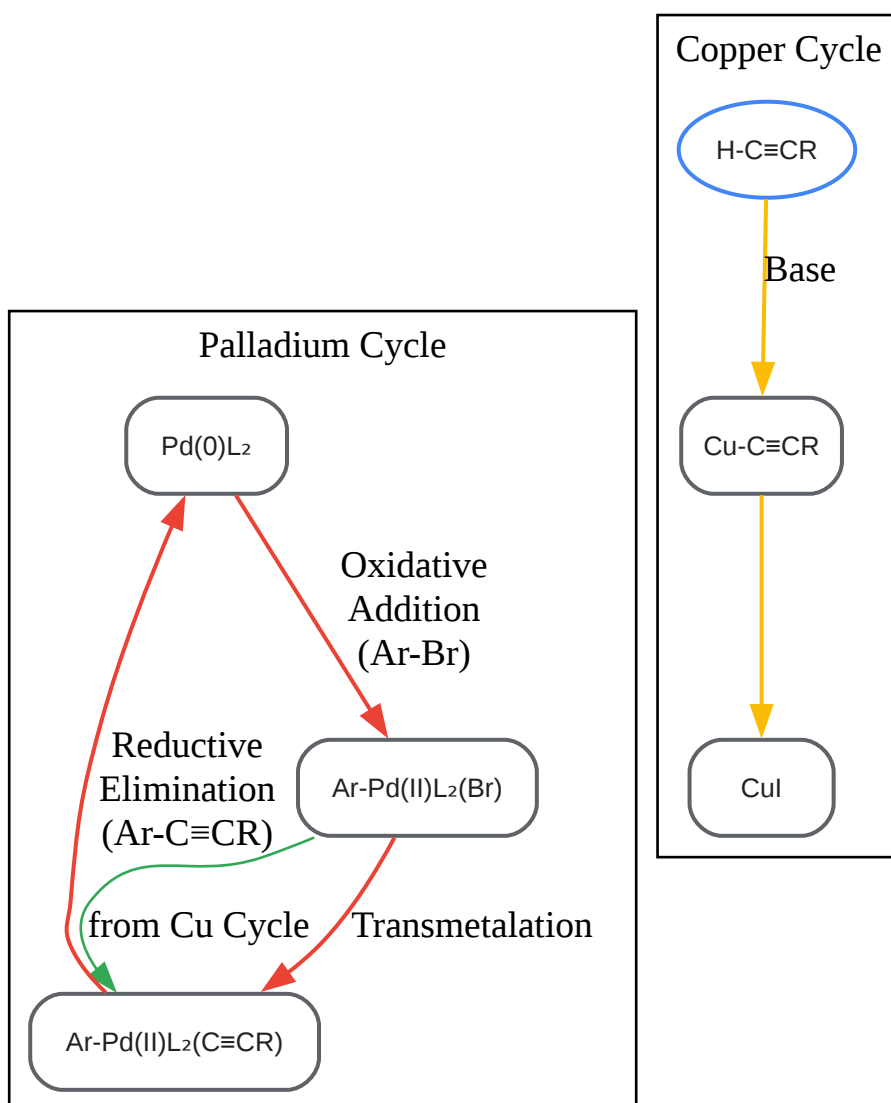 Copper Cycle
H-C≡CR
Base
Cu-C≡CR
CuI
Palladium Cycle
Pd(0)L₂
Oxidative
Addition
(Ar-Br)
Reductive
Elimination
(Ar-C≡CR)
Ar-Pd(II)L₂(Br)
from Cu Cycle
Transmetalation
Ar-Pd(II)L₂(C≡CR)